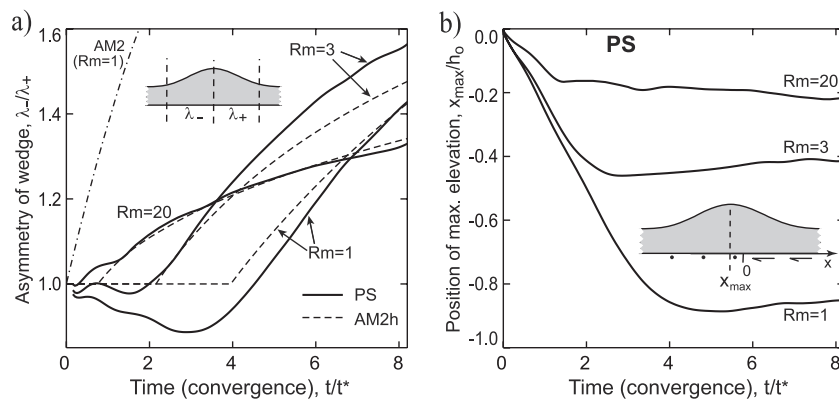 a)
1.6
1.4
1.2
1.0
Asymmetry of wedge, λ₋/λ₊
AM2
(Rm=1)
λ₋
λ₊
Rm=3
Rm=20
Rm=1
PS
AM2h
0
2
4
6
8
Time (convergence), t/t*
b)
0.0
-0.2
-0.4
-0.6
-0.8
-1.0
Position of max. elevation, x_max/h_o
PS
Rm=20
Rm=3
0
x
x_max
Rm=1
0
2
4
6
8
Time (convergence), t/t*